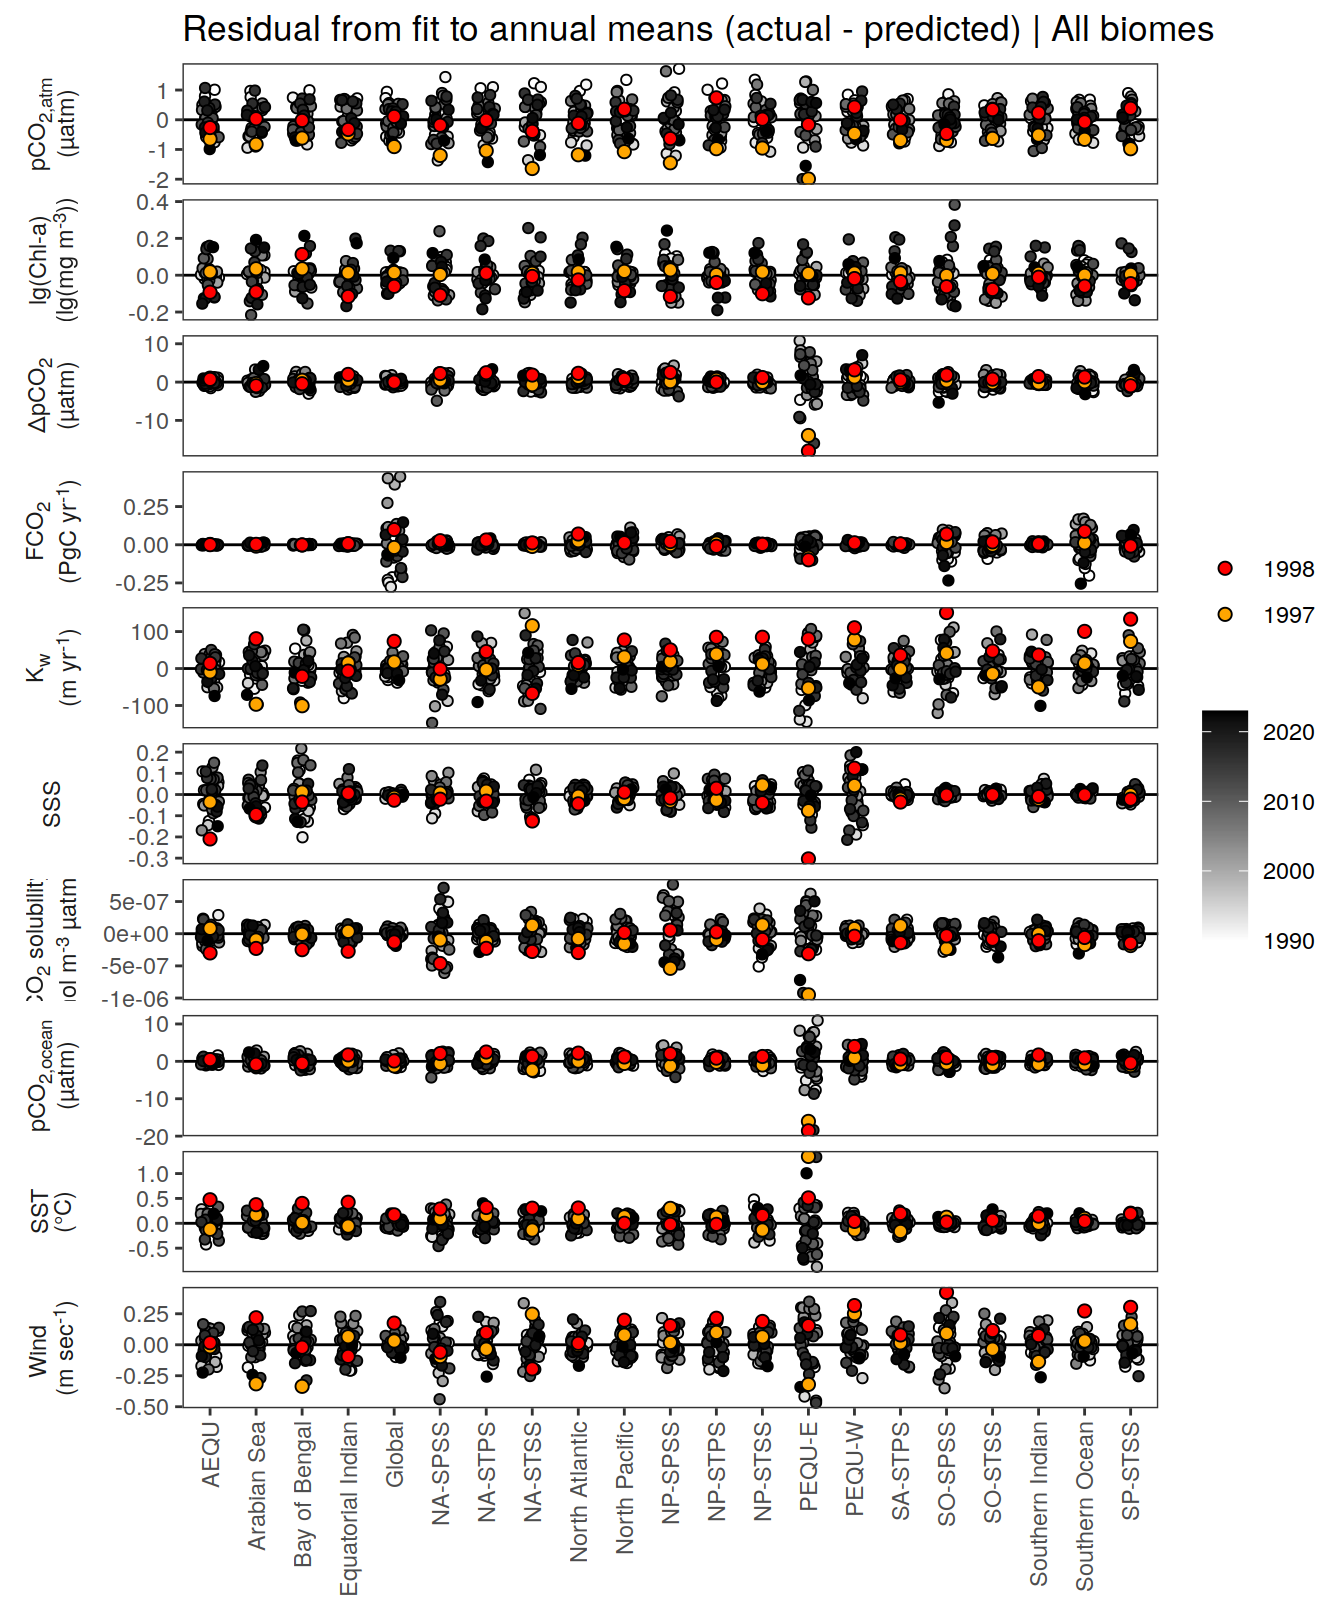 Residual from fit to annual means (actual - predicted) | All biomes
pCO2,atm
(µatm)
1
0
-1
-2
lg(Chl-a)
(lg(mg m-3))
0.4
0.2
0.0
-0.2
ΔpCO2
(µatm)
10
0
-10
FCO2
(PgC yr-1)
0.25
0.00
-0.25
Kw
(m yr-1)
100
0
-100
SSS
0.2
0.1
0.0
-0.1
-0.2
-0.3
CO2 solubility
ol m-3 µatm
5e-07
0e+00
-5e-07
-1e-06
pCO2,ocean
(µatm)
10
0
-10
-20
SST
(°C)
1.0
0.5
0.0
-0.5
Wind
(m sec-1)
0.25
0.00
-0.25
-0.50
AEQU
Arabian Sea
Bay of Bengal
Equatorial Indian
Global
NA-SPSS
NA-STPS
NA-STSS
North Atlantic
North Pacific
NP-SPSS
NP-STPS
NP-STSS
PEQU-E
PEQU-W
SA-STPS
SO-SPSS
SO-STSS
Southern Indian
Southern Ocean
SP-STSS
1998
1997
2020
2010
2000
1990